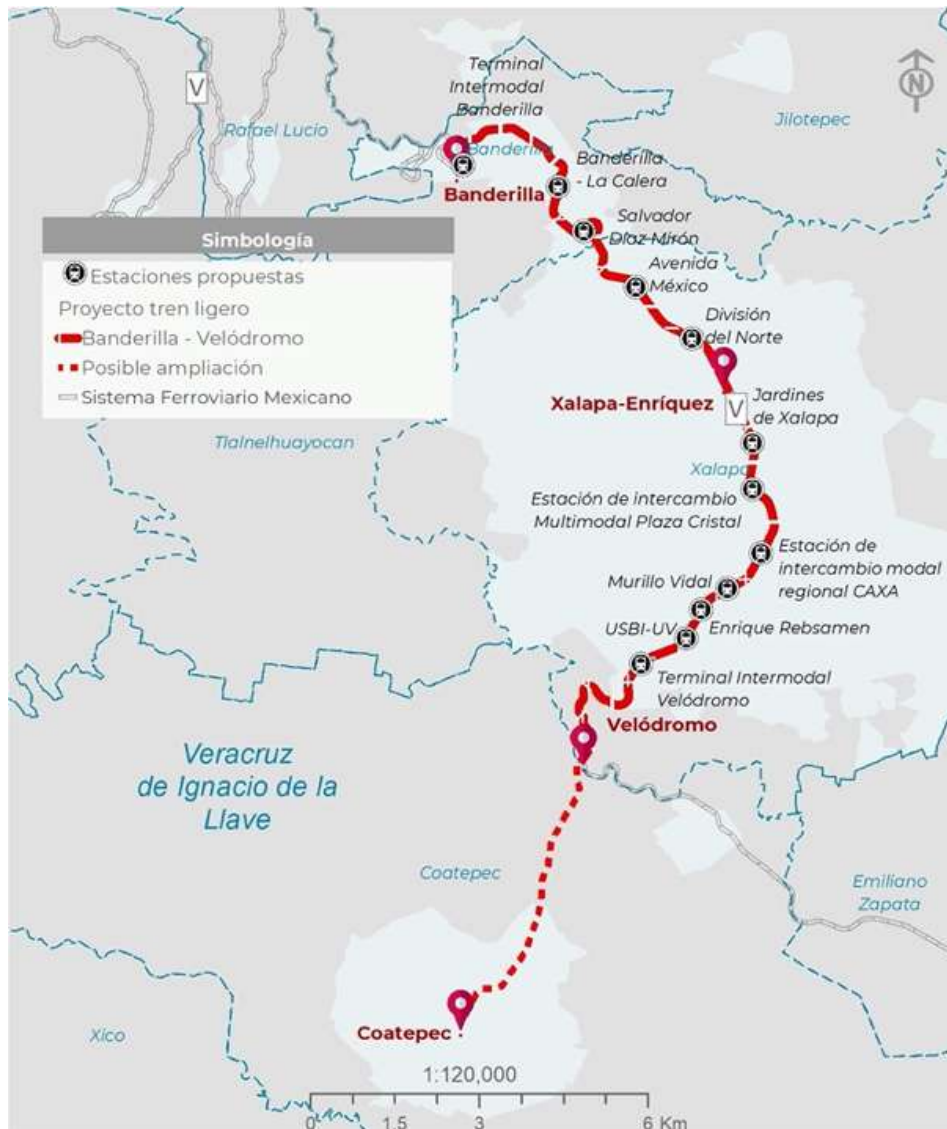 Terminal
Intermodal
Banderilla
V
Rafael Lucio
Jilotepec
N
Banderilla
Banderilla
Banderilla
- La Calera
Simbología
Estaciones propuestas
Proyecto tren ligero
Banderilla - Velódromo
Posible ampliación
Sistema Ferroviario Mexicano
Salvador
Díaz Mirón
Avenida
México
División
del Norte
Xalapa-Enríquez
V
Jardines
de Xalapa
Tlalnelhuayocan
Xalapa
Estación de intercambio
Multimodal Plaza Cristal
Estación de
intercambio modal
regional CAXA
Murillo Vidal
USBI-UV
Enrique Rebsamen
Terminal Intermodal
Velódromo
Velódromo
Veracruz
de Ignacio de la
Llave
Coatepec
Emiliano
Zapata
Xico
Coatepec
1:120,000
0 1.5 3 6 Km